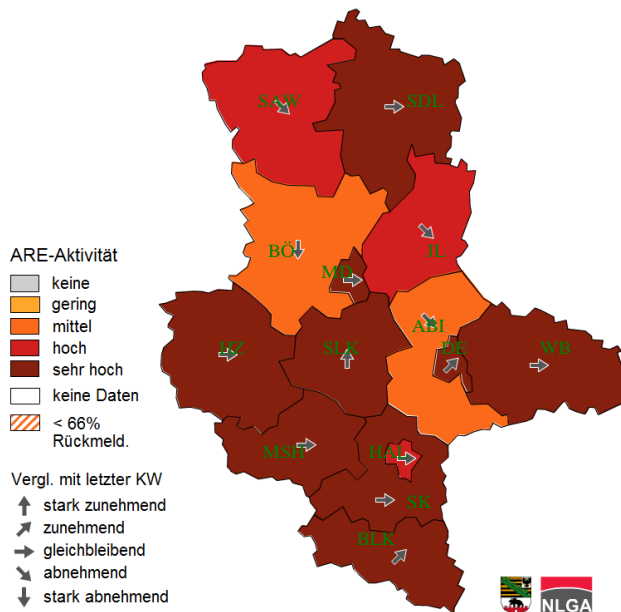 SAW
SDL
BÖ
JL
MD
ABI
HZ
SLK
DE
WB
MSH
HAL
SK
BLK
ARE-Aktivität
keine
gering
mittel
hoch
sehr hoch
keine Daten
< 66%
Rückmeld.
Vergl. mit letzter KW
stark zunehmend
zunehmend
gleichbleibend
abnehmend
stark abnehmend
NLGA